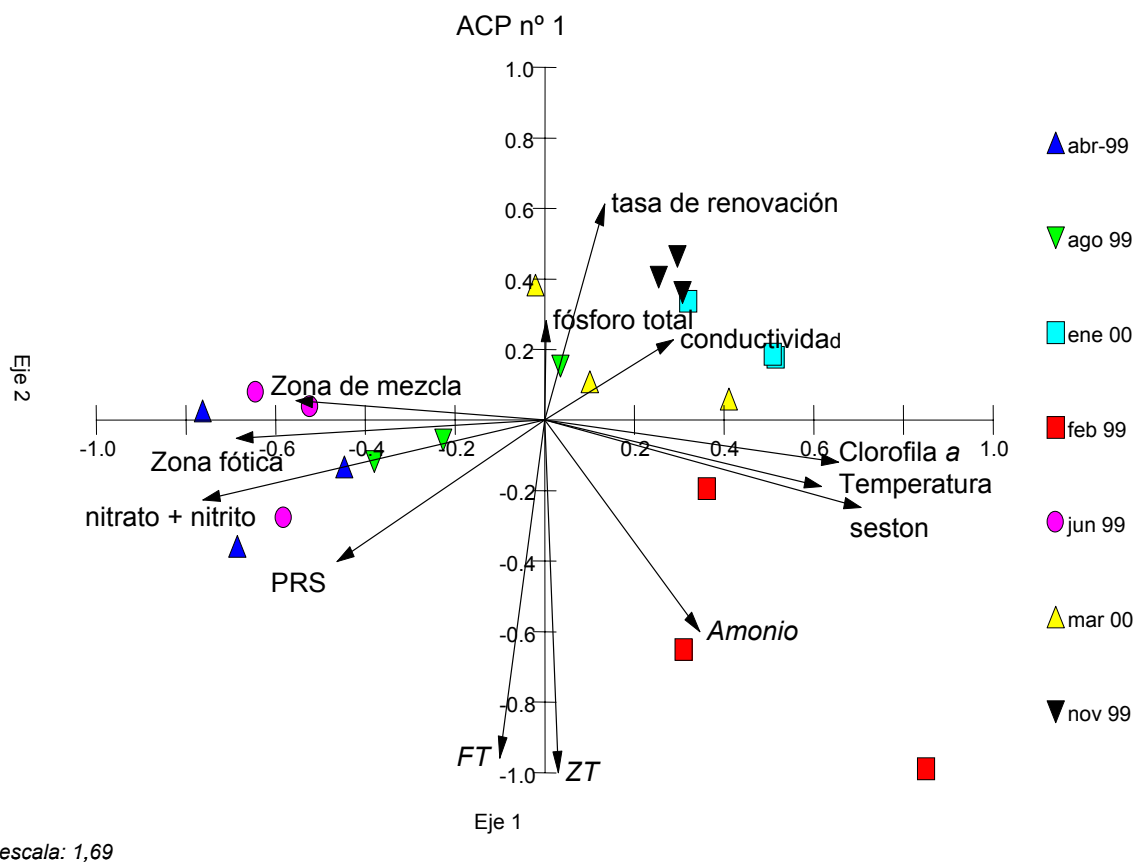 ACP nº 1
1.0
0.8
tasa de renovación
0.6
0.4
fósforo total
conductividad
0.2
Zona de mezcla
-1.0 -0.6 -0.4 -0.2 0.2 0.4 0.6 1.0
Zona fótica
Clorofila a
Temperatura
-0.2
nitrato + nitrito
seston
-0.4
PRS
-0.6
Amonio
-0.8
FT
-1.0
ZT
Eje 2
Eje 1
abr-99
ago 99
ene 00
feb 99
jun 99
mar 00
nov 99
escala: 1,69